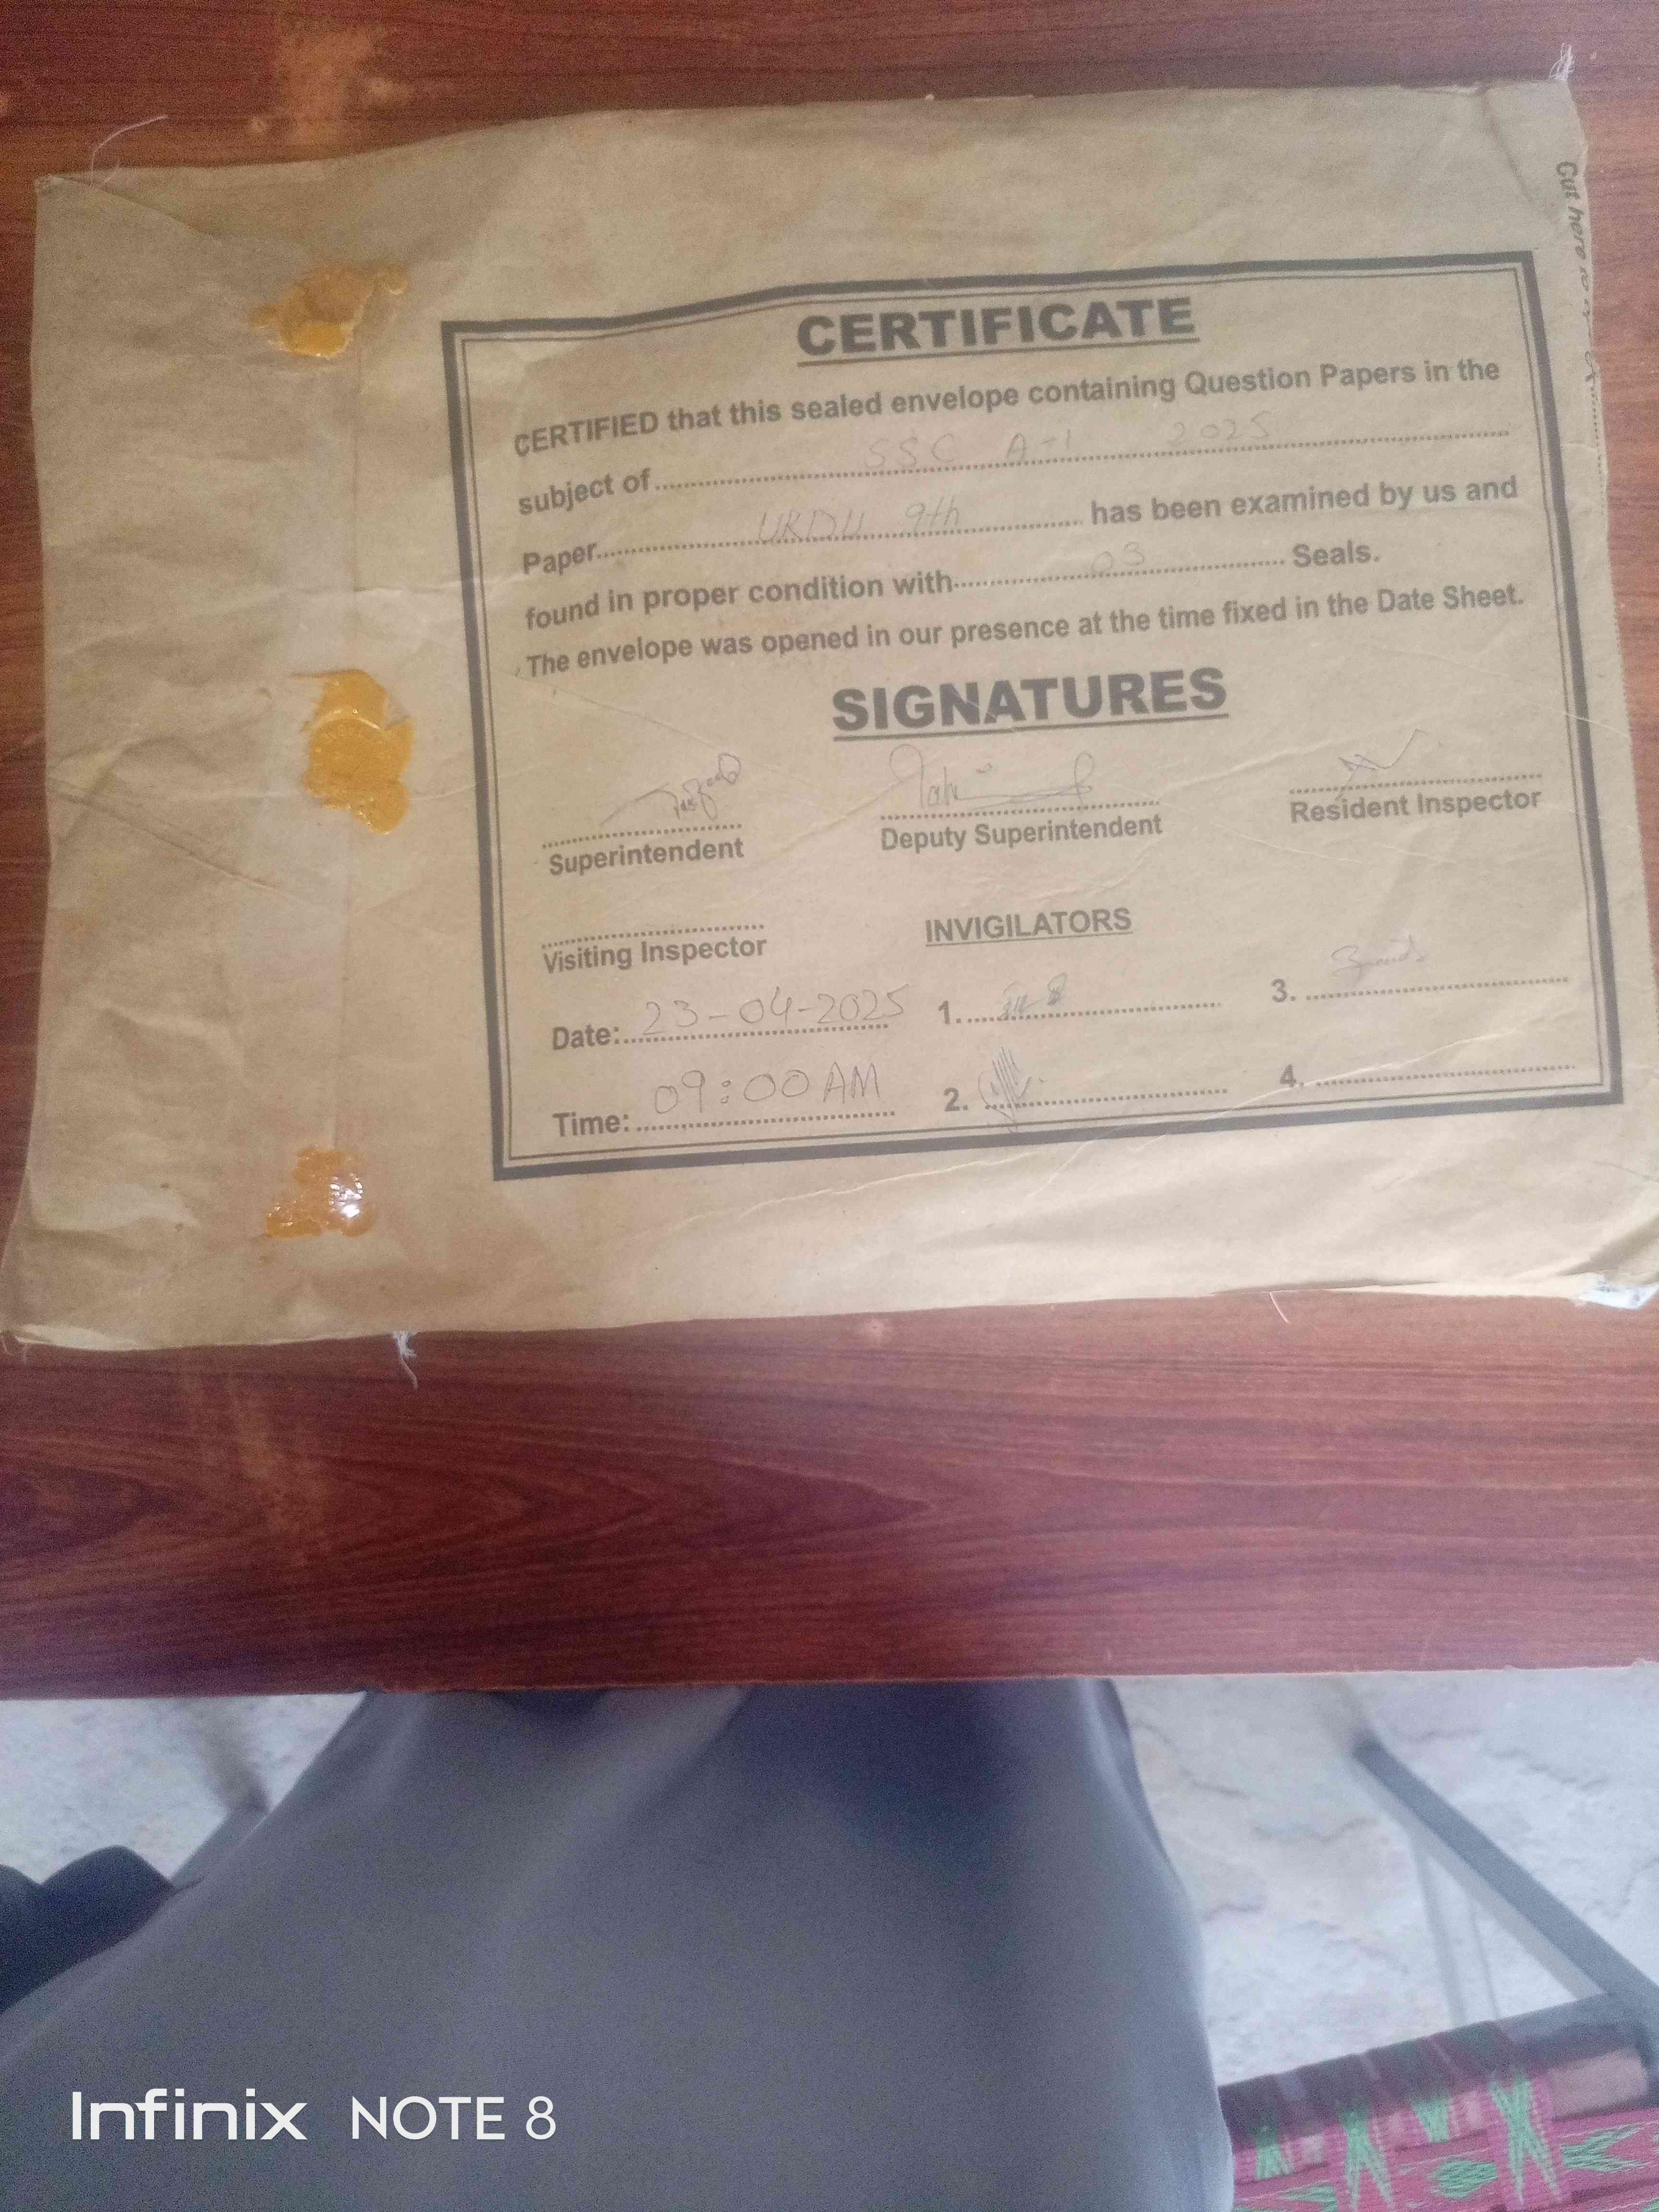 Cut here to
CERTIFICATE
CERTIFIED that this sealed envelope containing Question Papers in the
subject of SSC A-1 2025
Paper URDU 9th has been examined by us and
found in proper condition with 03 Seals.
The envelope was opened in our presence at the time fixed in the Date Sheet.
SIGNATURES
Superintendent Deputy Superintendent Resident Inspector
Visiting Inspector INVIGILATORS
Date: 23-04-2025 1. 3.
Time: 09:00 AM 2. 4.
Infinix NOTE 8